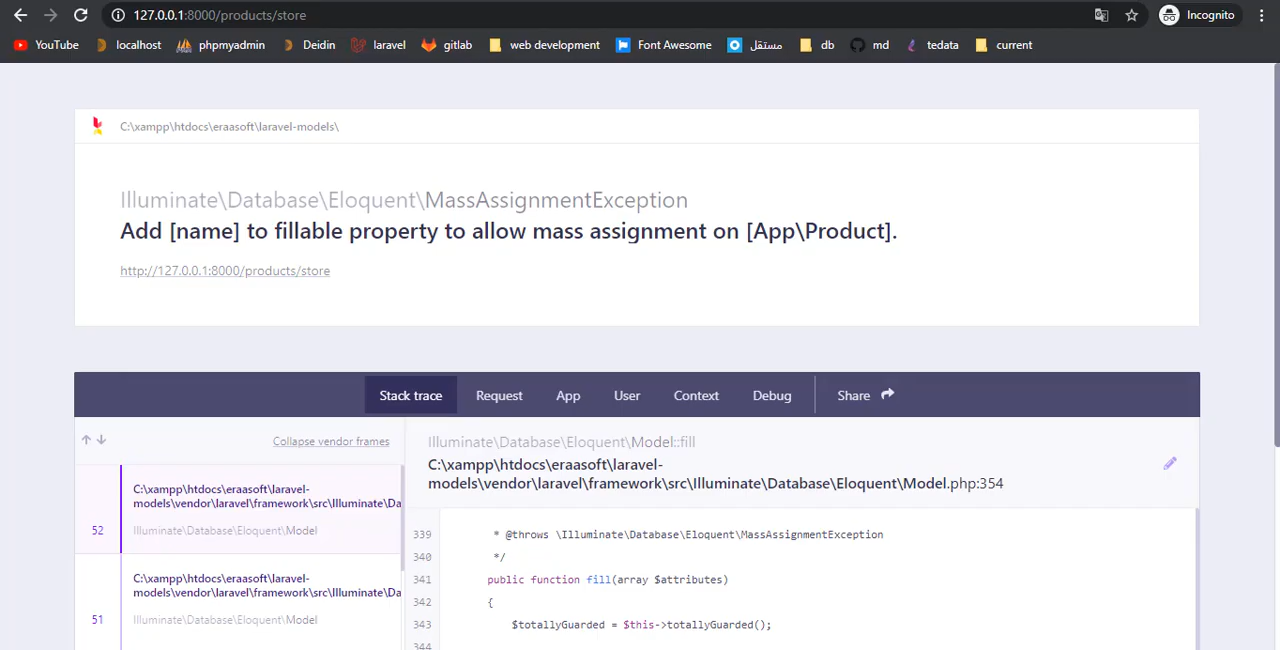 127.0.0.1:8000/products/store
Incognito
YouTube localhost phpmyadmin Deidin laravel gitlab web development Font Awesome مستقل db md tedata current
C:\xampp\htdocs\eraasoft\laravel-models\
Illuminate\Database\Eloquent\MassAssignmentException
Add [name] to fillable property to allow mass assignment on [App\Product].
http://127.0.0.1:8000/products/store
Stack trace Request App User Context Debug Share
Collapse vendor frames
C:\xampp\htdocs\eraasoft\laravel-
models\vendor\laravel\framework\src\Illuminate\Da
52 Illuminate\Database\Eloquent\Model
C:\xampp\htdocs\eraasoft\laravel-
models\vendor\laravel\framework\src\Illuminate\Da
51 Illuminate\Database\Eloquent\Model
Illuminate\Database\Eloquent\Model::fill
C:\xampp\htdocs\eraasoft\laravel-
models\vendor\laravel\framework\src\Illuminate\Database\Eloquent\Model.php:354
339 * @throws \Illuminate\Database\Eloquent\MassAssignmentException
340 */
341 public function fill(array $attributes)
342 {
343 $totallyGuarded = $this->totallyGuarded();
344